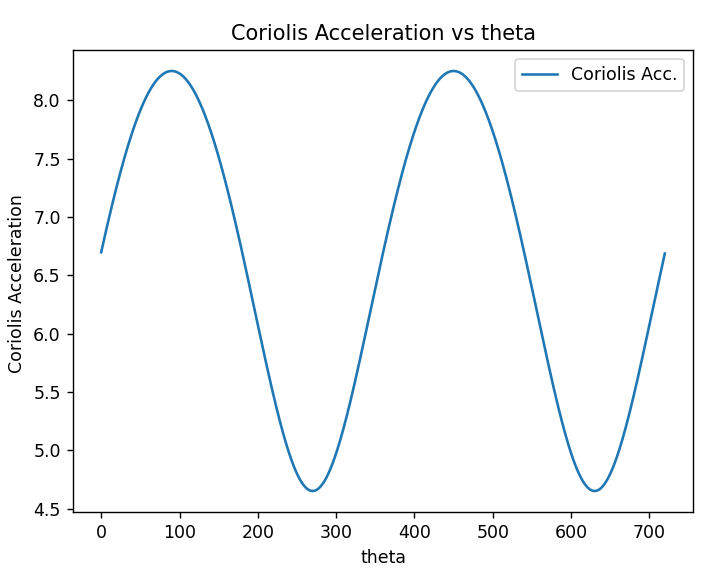 Coriolis Acceleration vs theta
Coriolis Acc.
8.0
7.5
7.0
6.5
6.0
5.5
5.0
4.5
Coriolis Acceleration
0 100 200 300 400 500 600 700
theta